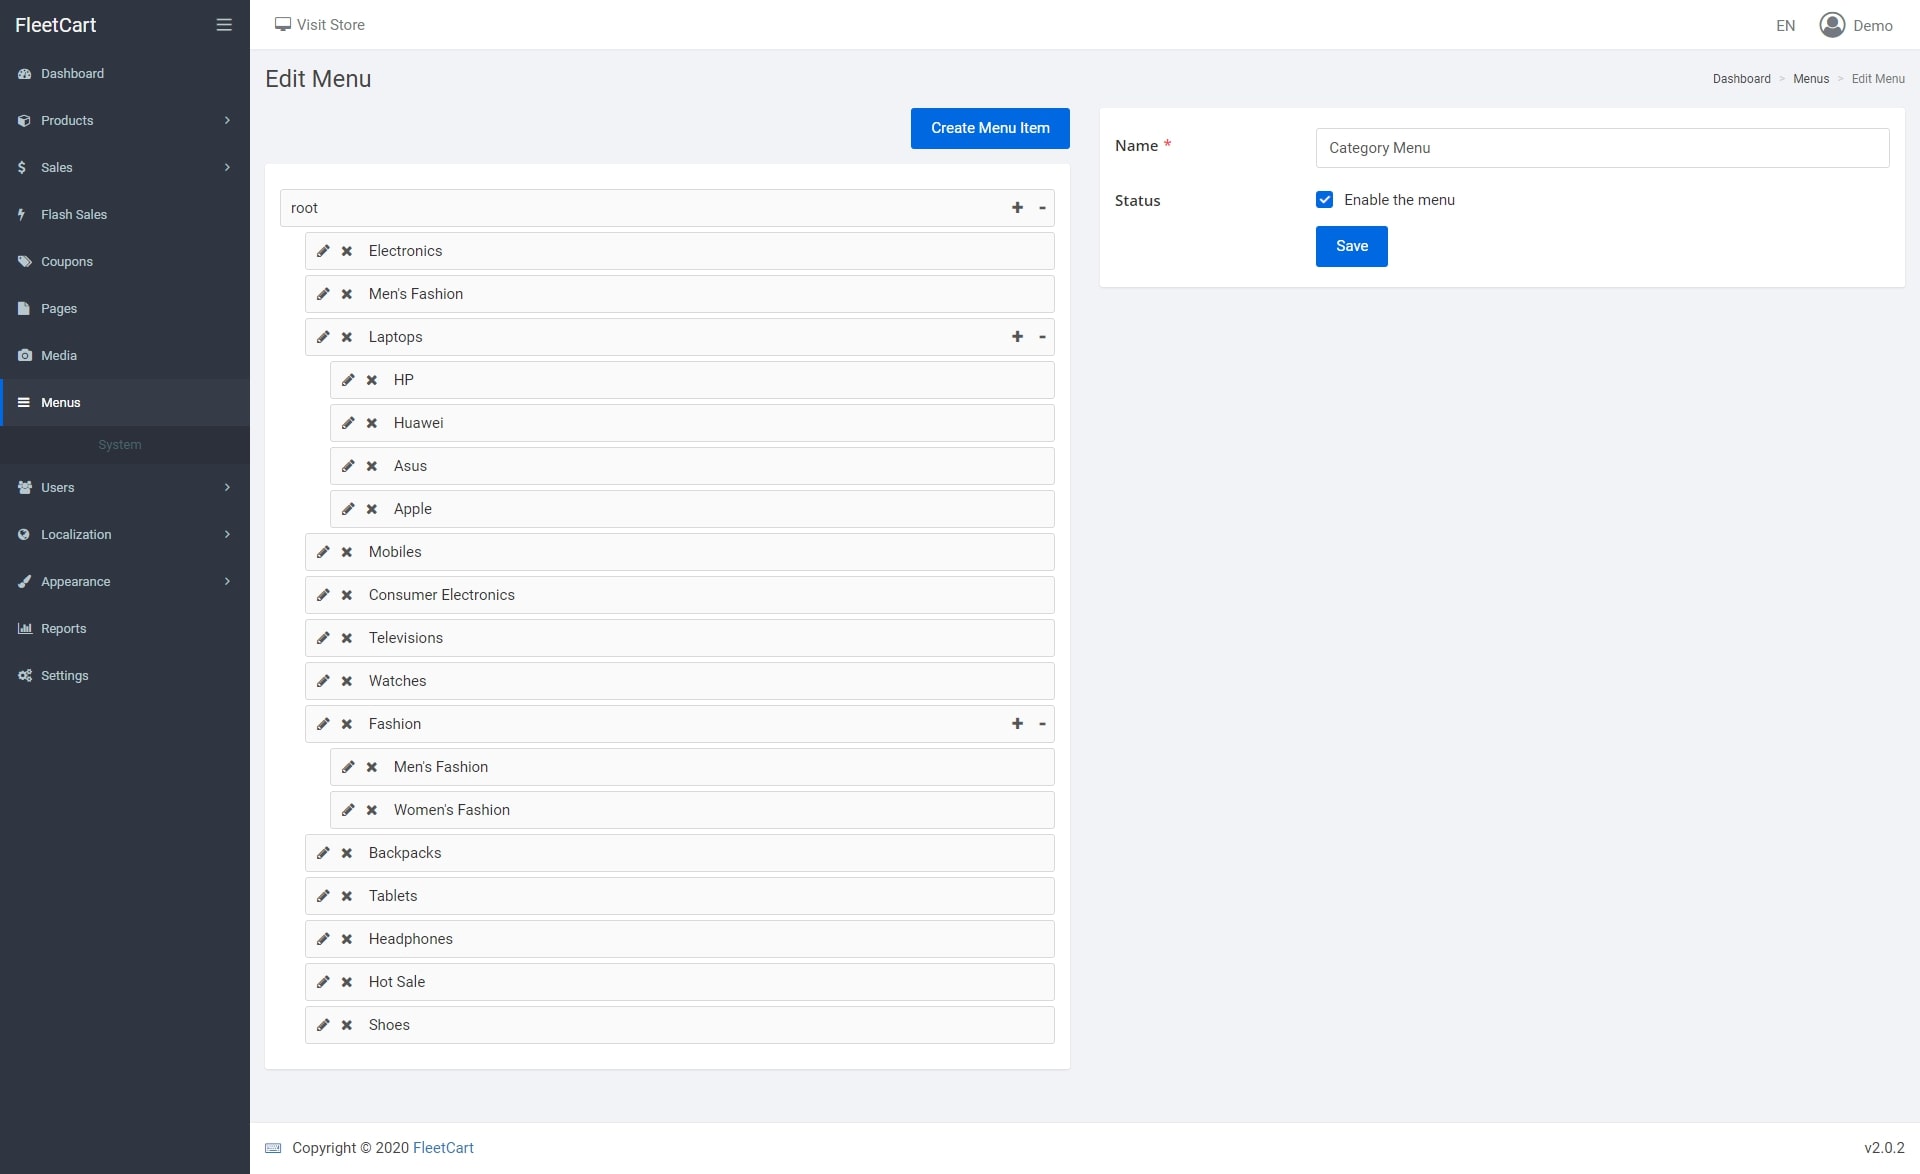 FleetCart
Visit Store
EN
Demo
Dashboard
Products
Sales
Flash Sales
Coupons
Pages
Media
Menus
System
Users
Localization
Appearance
Reports
Settings
Edit Menu
Dashboard > Menus > Edit Menu
Create Menu Item
root
Electronics
Men's Fashion
Laptops
HP
Huawei
Asus
Apple
Mobiles
Consumer Electronics
Televisions
Watches
Fashion
Men's Fashion
Women's Fashion
Backpacks
Tablets
Headphones
Hot Sale
Shoes
Name *
Category Menu
Status
Enable the menu
Save
Copyright © 2020 FleetCart
v2.0.2